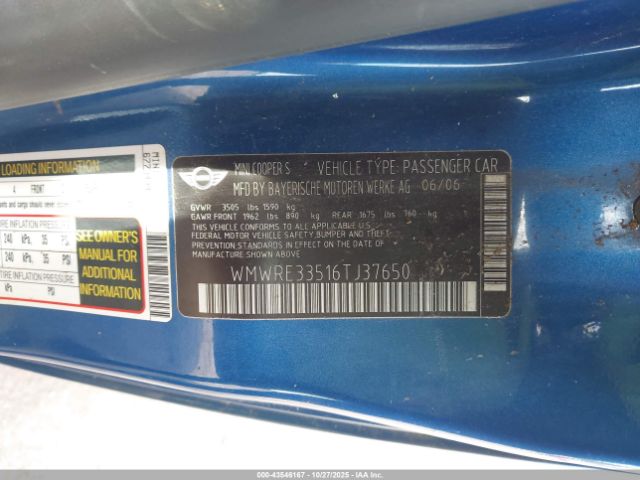 LOADING INFORMATION
FRONT
INFLATION PRESSURE
240 kPa, 35 PSI
240 kPa, 35 PSI
kPa, PSI
SEE OWNER'S
MANUAL FOR
ADDITIONAL
INFORMATION
MINI COOPER S VEHICLE TYPE: PASSENGER CAR
MFD BY BAYERISCHE MOTOREN WERKE AG 06/06
GVWR 3505 lbs 1590 kg
GAWR FRONT 1962 lbs 890 kg REAR 1675 lbs 760 kg
THIS VEHICLE CONFORMS TO ALL APPLICABLE
FEDERAL MOTOR VEHICLE SAFETY, BUMPER AND THEFT
PREVENTION STANDARDS IN EFFECT ON THE DATE OF
MANUFACTURE SHOWN ABOVE.
WMWRE33516TJ37650
000-43546167 - 10/27/2025 - COPYRIGHT IAA, LLC.